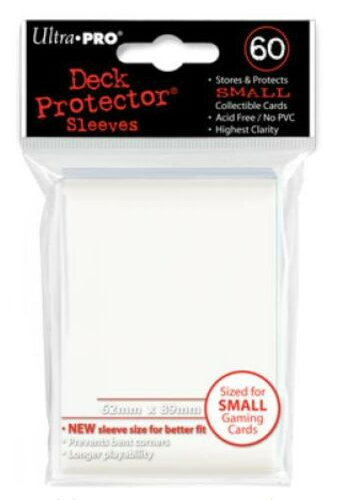 ULTRA • PRO®
60
Deck
Protector®
Sleeves
• Stores & Protects
SMALL
Collectible Cards
• Acid Free / No PVC
• Highest Clarity
62mm x 89mm
• NEW sleeve size for better fit
• Prevents bent corners
• Longer playability
Sized for
SMALL
Gaming
Cards